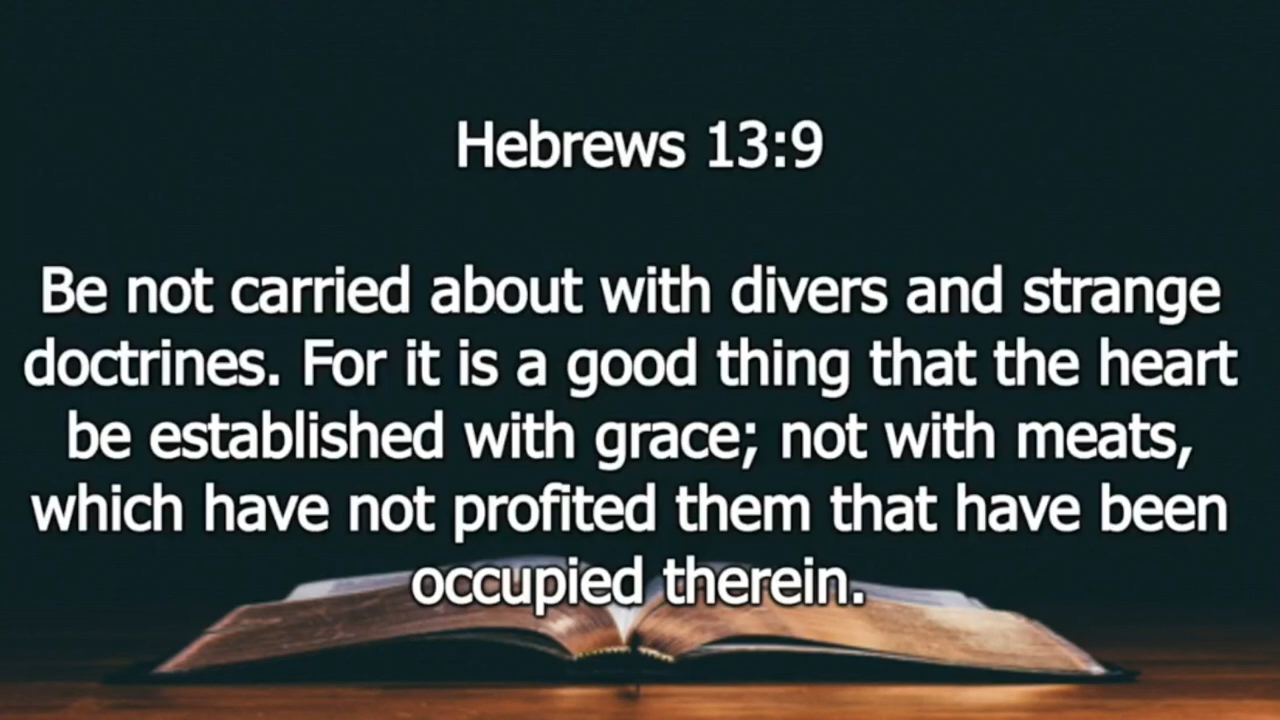 Hebrews 13:9
Be not carried about with divers and strange
doctrines. For it is a good thing that the heart
be established with grace; not with meats,
which have not profited them that have been
occupied therein.